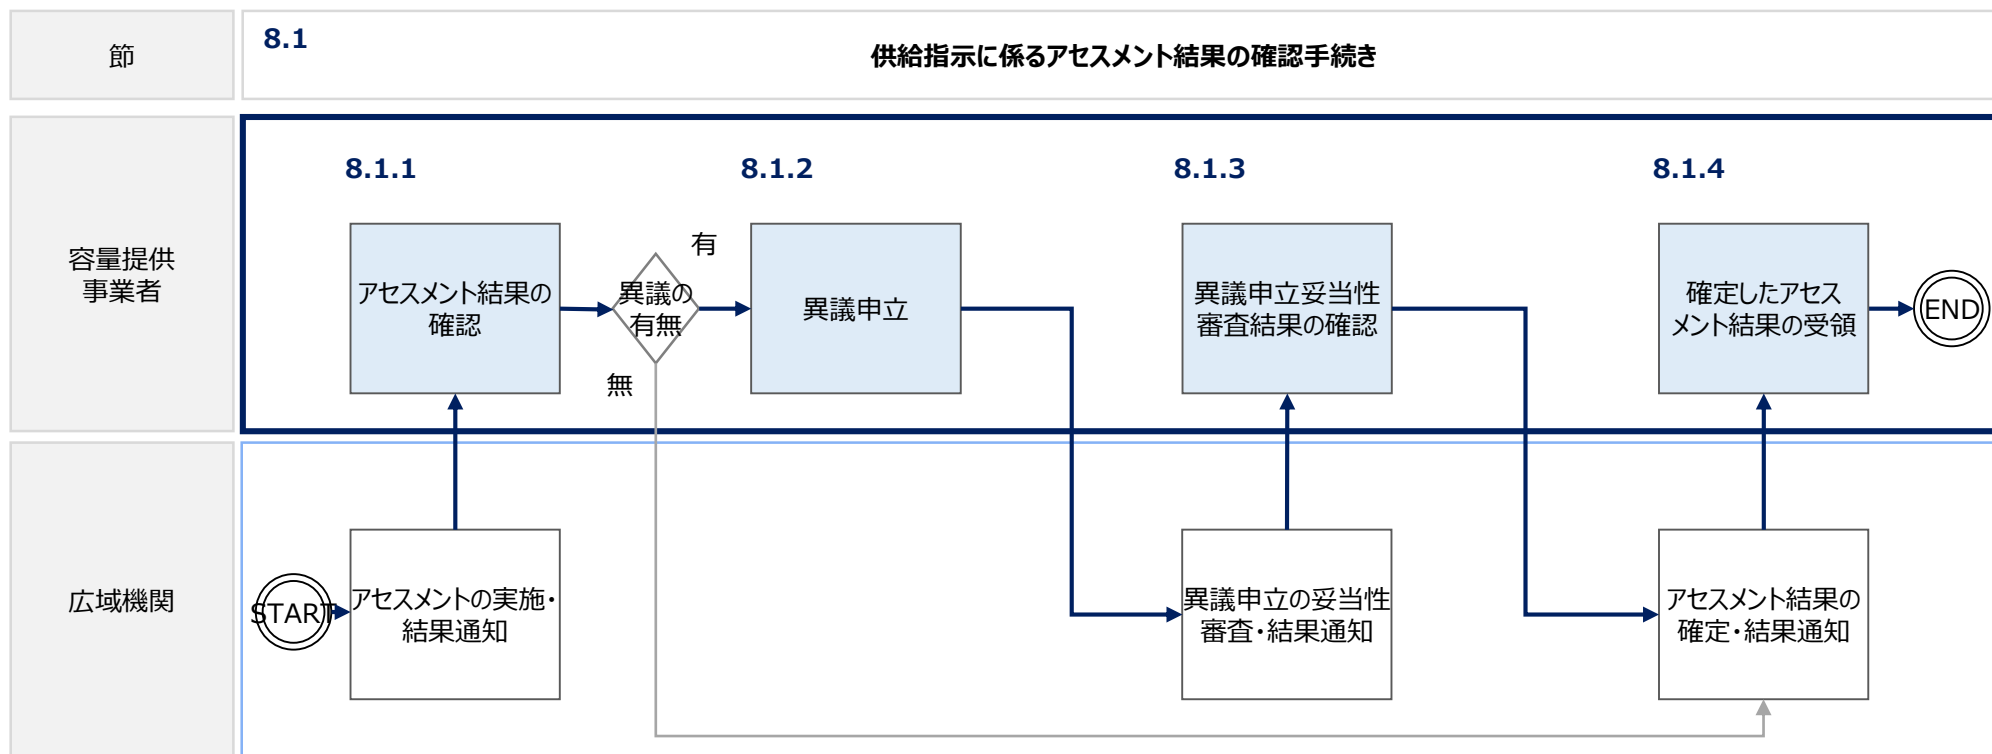 節
8.1
供給指示に係るアセスメント結果の確認手続き
容量提供
事業者
8.1.1
8.1.2
8.1.3
8.1.4
アセスメント結果の
確認
異議の
有無
有
無
異議申立
異議申立妥当性
審査結果の確認
確定したアセス
メント結果の受領
END
広域機関
START
アセスメントの実施・
結果通知
異議申立の妥当性
審査・結果通知
アセスメント結果の
確定・結果通知